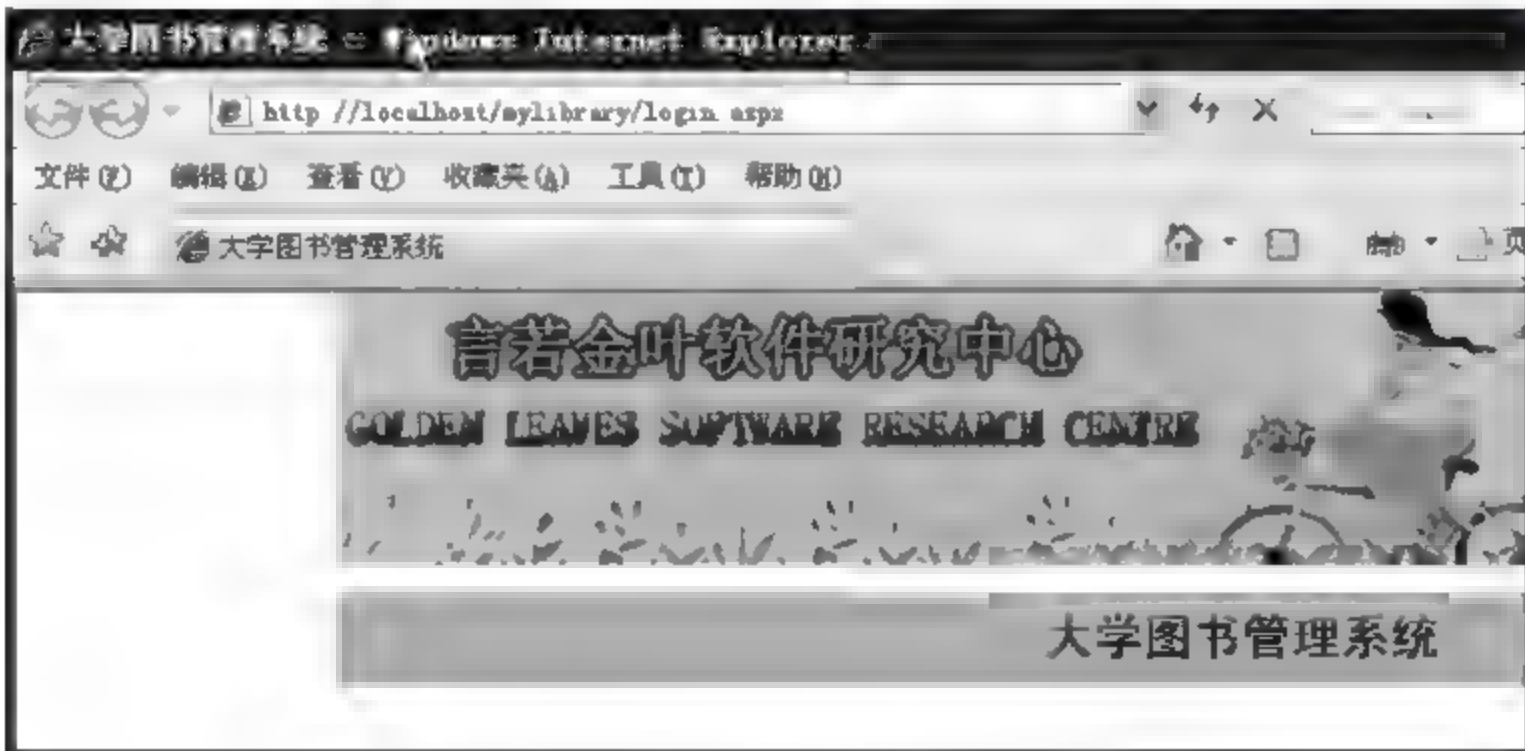 大学图书管理系统 - Windows Internet Explorer
http://localhost/mylibrary/login.aspx
文件(F) 编辑(E) 查看(V) 收藏夹(A) 工具(T) 帮助(H)
大学图书管理系统 页
言若金叶软件研究中心
GOLDEN LEAVES SOFTWARE RESEARCH CENTRE
大学图书管理系统